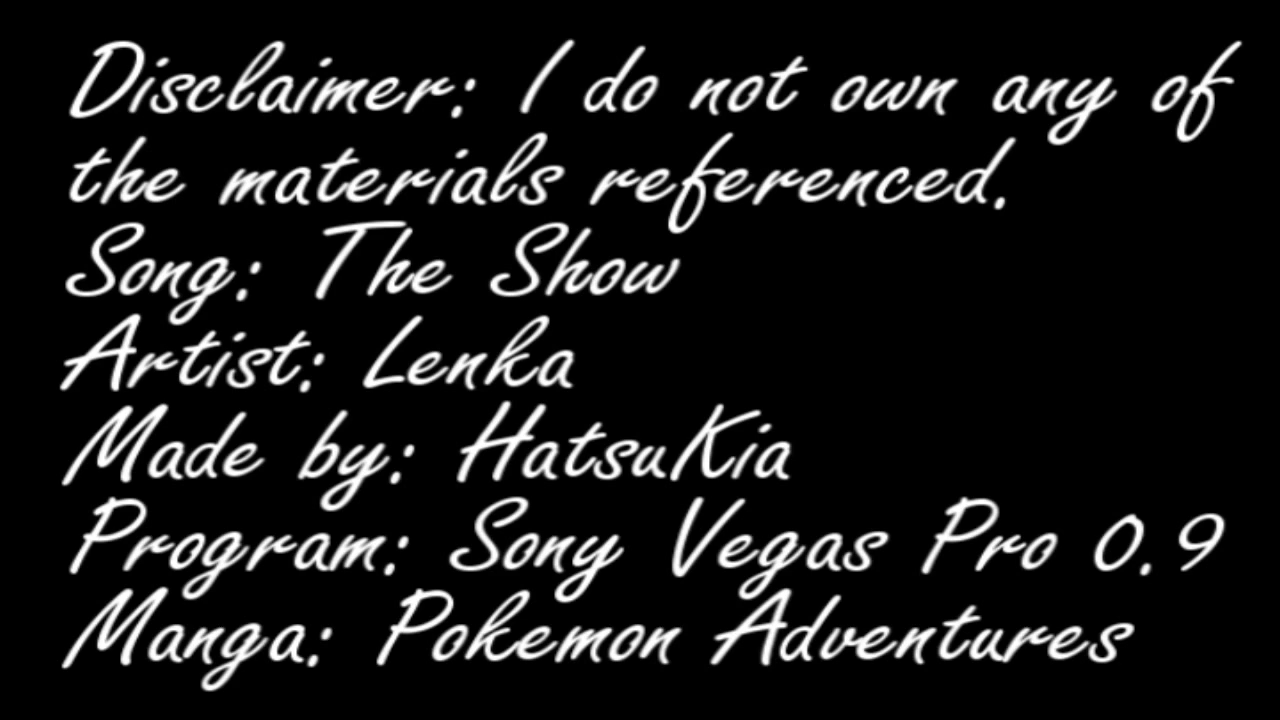 Disclaimer: I do not own any of
the materials referenced.
Song: The Show
Artist: Lenka
Made by: HatsuKia
Program: Sony Vegas Pro 0.9
Manga: Pokemon Adventures